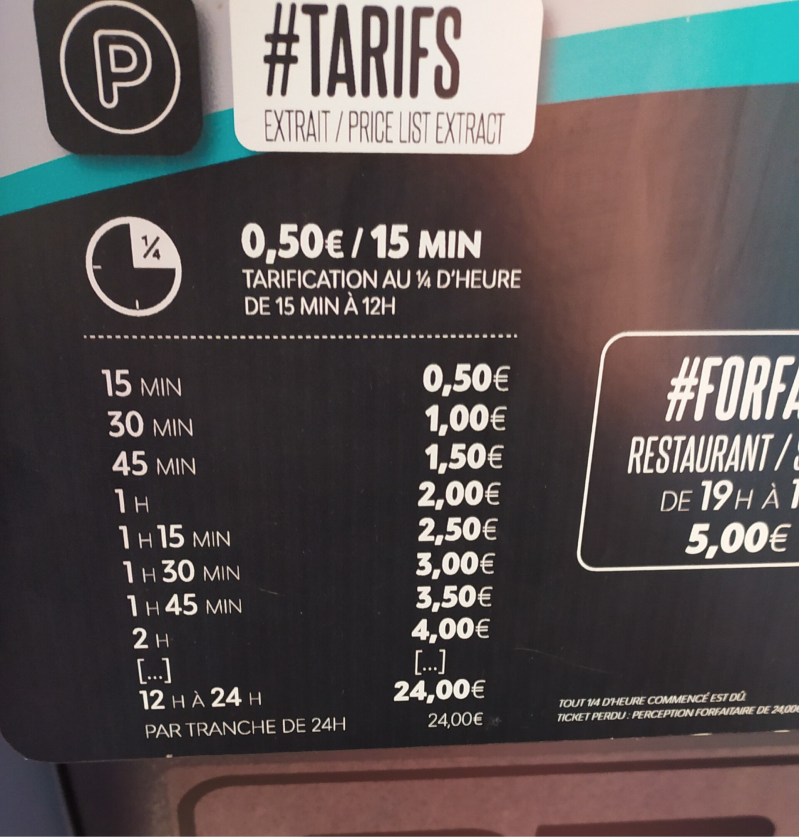 P
#TARIFS
EXTRAIT / PRICE LIST EXTRACT
¼
0,50€ / 15 MIN
TARIFICATION AU ¼ D'HEURE
DE 15 MIN À 12H
15 MIN 0,50€
30 MIN 1,00€
45 MIN 1,50€
1 H 2,00€
1 H 15 MIN 2,50€
1 H 30 MIN 3,00€
1 H 45 MIN 3,50€
2 H 4,00€
[...] [...]
12 H À 24 H 24,00€
PAR TRANCHE DE 24H 24,00€
#FORFA
RESTAURANT /
DE 19H À 1
5,00€
TOUT 1/4 D'HEURE COMMENCÉ EST DÛ
TICKET PERDU : PERCEPTION FORFAITAIRE DE 24,00€